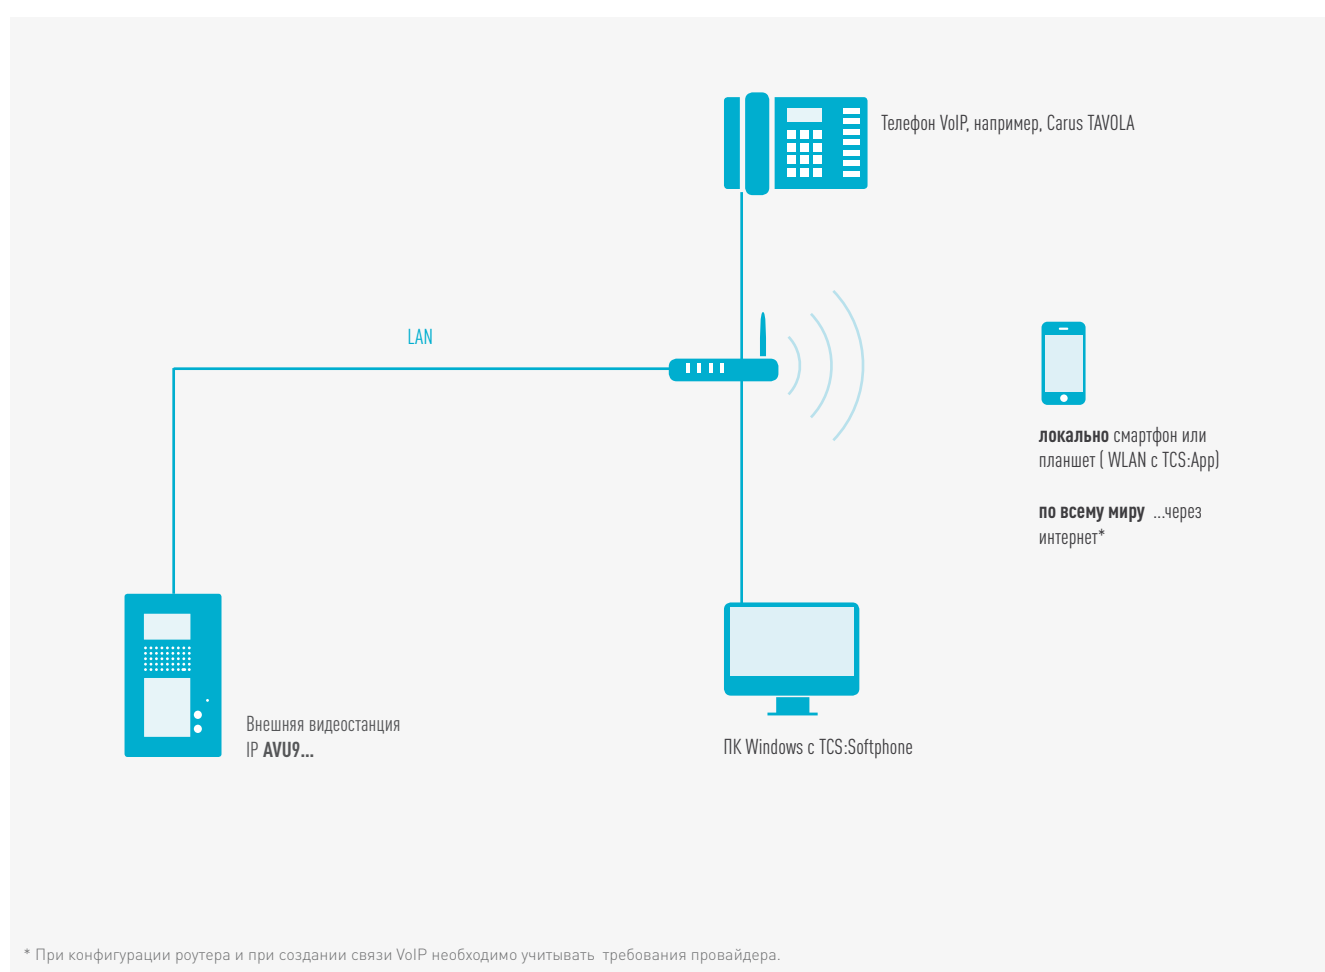 Телефон VoIP, например, Carus TAVOLA
LAN
локально смартфон или
планшет ( WLAN с TCS:App)
по всему миру ...через
интернет*
Внешняя видеостанция
IP AVU9...
ПК Windows с TCS:Softphone
* При конфигурации роутера и при создании связи VoIP необходимо учитывать требования провайдера.